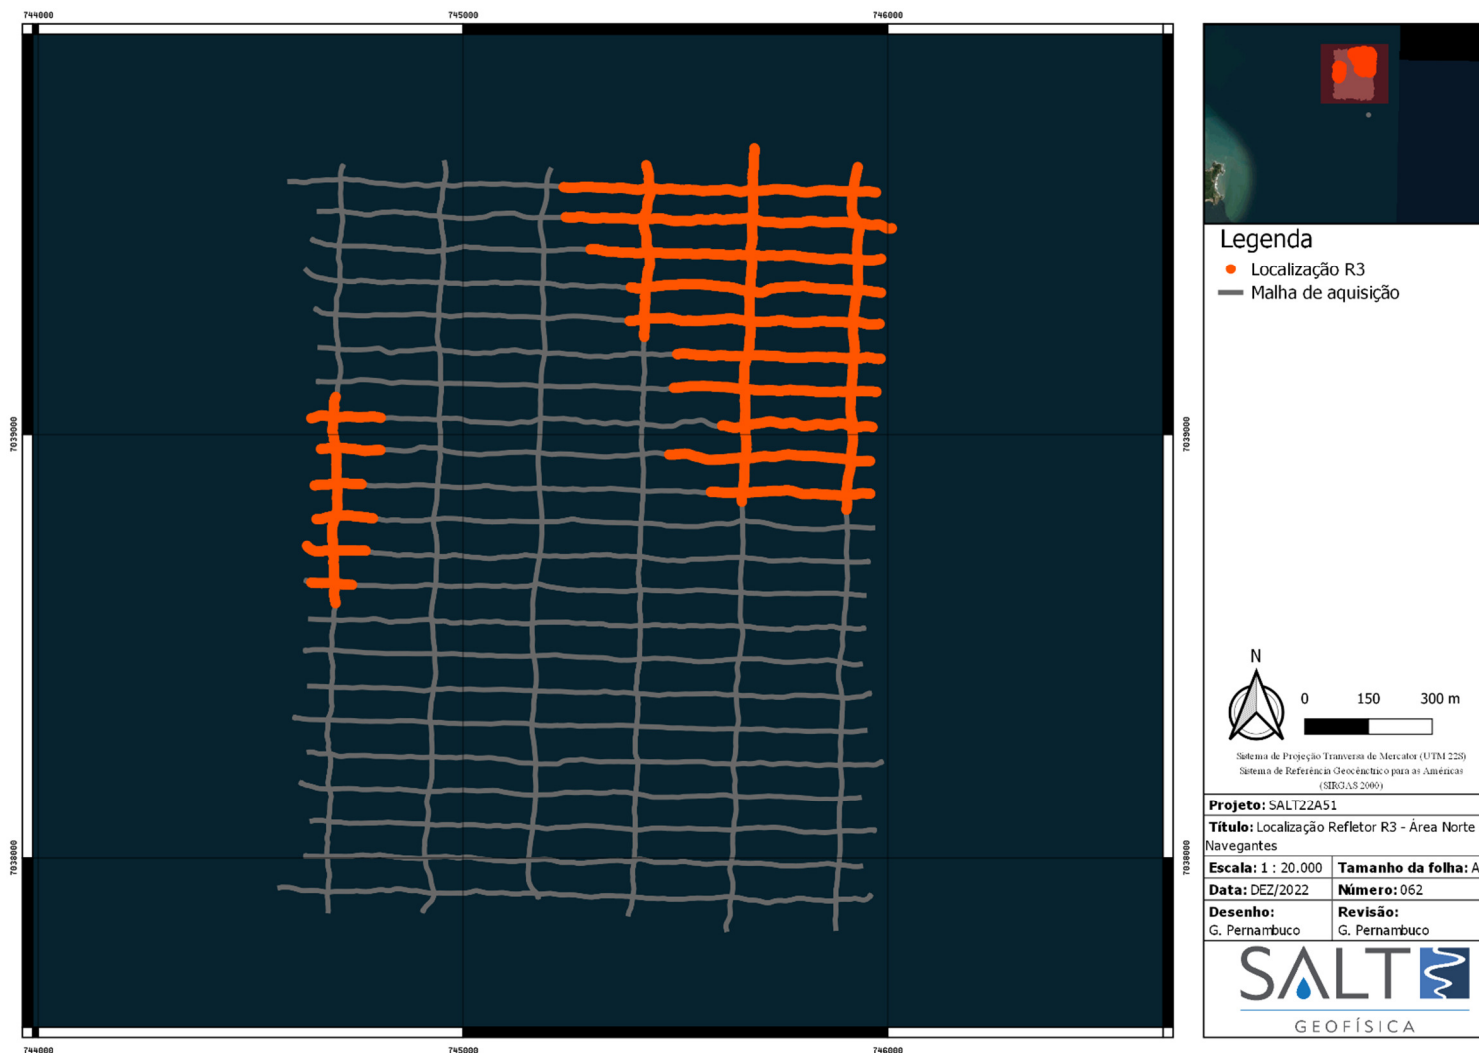 744000
745000
746000
7039000
7039000
7038000
7038000
744000
745000
746000
Legenda
Localização R3
Malha de aquisição
N
0 150 300 m
Sistema de Projeção Tranversa de Mercator (UTM 22S)
Sistema de Referência Geocênctrico para as Américas
(SIRGAS 2000)
Projeto: SALT22A51
Título: Localização Refletor R3 - Área Norte
Navegantes
Escala: 1 : 20.000 Tamanho da folha: A
Data: DEZ/2022 Número: 062
Desenho: Revisão:
G. Pernambuco G. Pernambuco
SALT
GEOFÍSICA